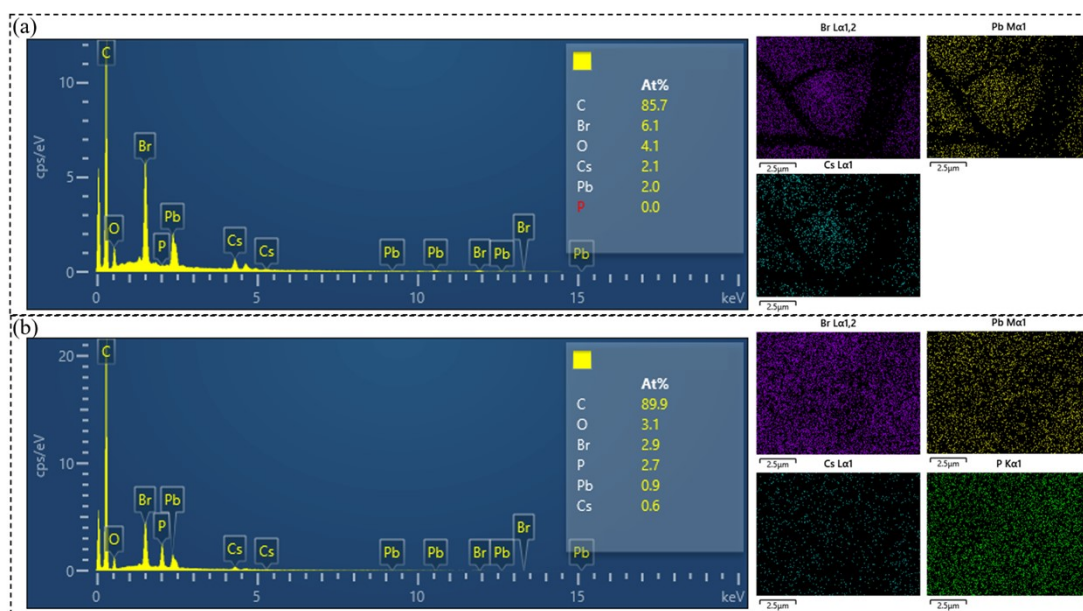 (a)
cps/eV
10
5
0
C
O
Br
P
Pb
Cs
Cs
Pb
Pb
Br
Pb
Br
Pb
0
5
10
15
keV
At%
C 85.7
Br 6.1
O 4.1
Cs 2.1
Pb 2.0
P 0.0
Br Lα1,2
2.5μm
Pb Mα1
2.5μm
Cs Lα1
2.5μm
(b)
cps/eV
20
10
0
C
O
Br
P
Pb
Cs
Cs
Pb
Pb
Br
Pb
Br
Pb
0
5
10
15
keV
At%
C 89.9
O 3.1
Br 2.9
P 2.7
Pb 0.9
Cs 0.6
Br Lα1,2
2.5μm
Pb Mα1
2.5μm
Cs Lα1
2.5μm
P Kα1
2.5μm